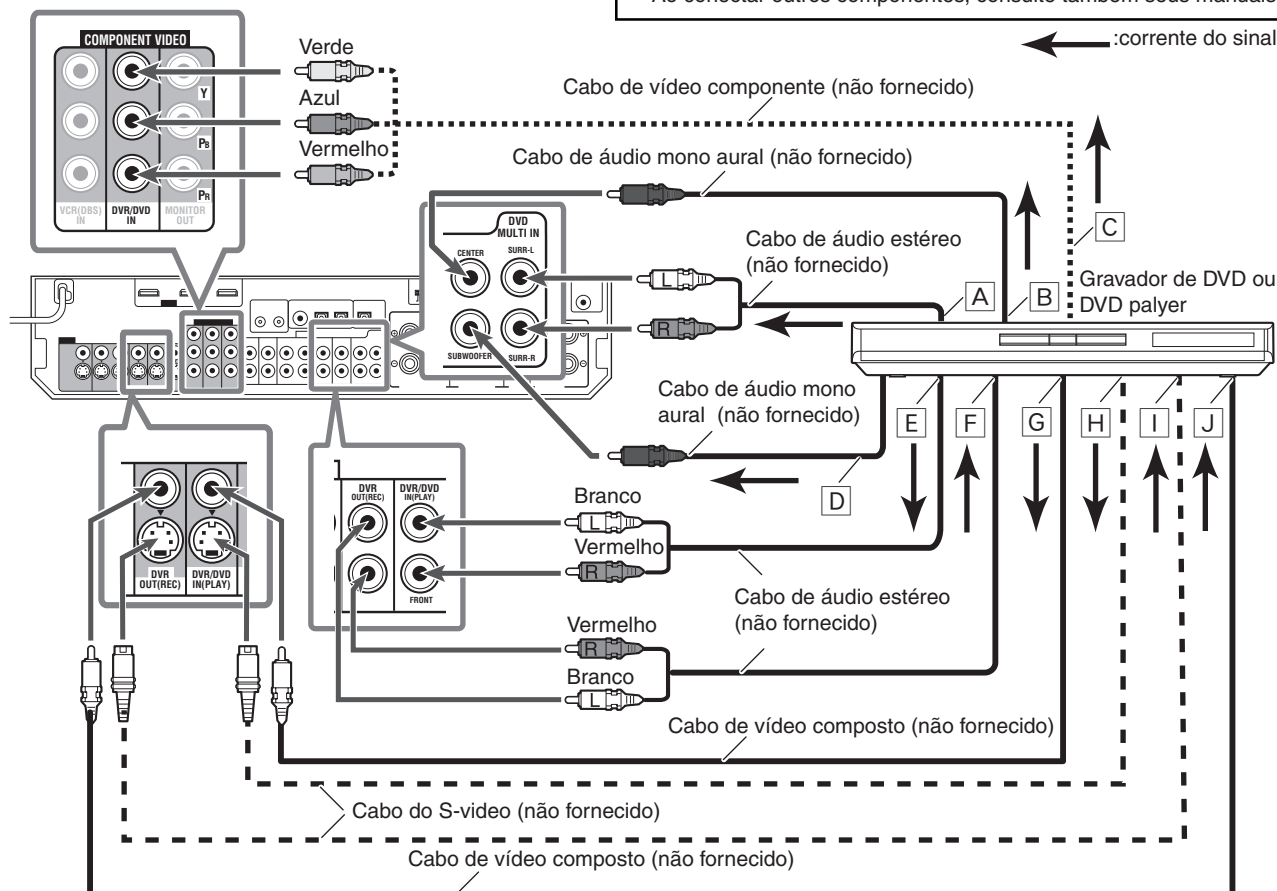 Ao conectar outros componentes, consulte também seus manuais
:corrente do sinal
COMPONENT VIDEO
Y
PB
PR
VCR(DBS)
IN
DVR/DVD
IN
MONITOR
OUT
Verde
Azul
Vermelho
Cabo de vídeo componente (não fornecido)
Cabo de áudio mono aural (não fornecido)
C
DVD
MULTI IN
CENTER
SURR-L
SUBWOOFER
SURR-R
Cabo de áudio estéreo
(não fornecido)
L
R
A
B
Gravador de DVD ou
DVD palyer
Cabo de áudio mono
aural (não fornecido)
D
E
F
G
H
I
J
DVR
OUT(REC)
DVR/DVD
IN(PLAY)
DVR
OUT(REC)
DVR/DVD
IN(PLAY)
FRONT
Branco
L
Vermelho
R
Cabo de áudio estéreo
(não fornecido)
Vermelho
R
Branco
L
Cabo de vídeo composto (não fornecido)
Cabo do S-video (não fornecido)
Cabo de vídeo composto (não fornecido)